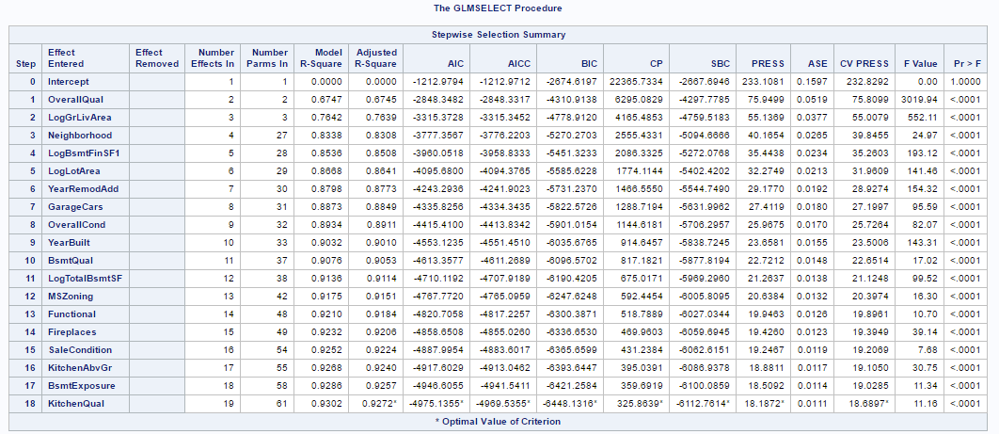 The GLMSELECT Procedure
Stepwise Selection Summary
Step Effect Entered Effect Removed Number Effects In Number Parms In Model R-Square Adjusted R-Square AIC AICC BIC CP SBC PRESS ASE CV PRESS F Value Pr > F
0 Intercept 1 1 0.0000 0.0000 -1212.9794 -1212.9712 -2674.6197 22365.7334 -2667.6946 233.1081 0.1597 232.8292 0.00 1.0000
1 OverallQual 2 2 0.6747 0.6745 -2848.3482 -2848.3317 -4310.9138 6295.0829 -4297.7785 75.9499 0.0519 75.8099 3019.94 <.0001
2 LogGrLivArea 3 3 0.7642 0.7639 -3315.3728 -3315.3452 -4778.9120 4165.4853 -4759.5183 55.1369 0.0377 55.0079 552.11 <.0001
3 Neighborhood 4 27 0.8338 0.8308 -3777.3567 -3776.2203 -5270.2703 2555.4331 -5094.6666 40.1654 0.0265 39.8455 24.97 <.0001
4 LogBsmtFinSF1 5 28 0.8536 0.8508 -3960.0518 -3958.8333 -5451.3233 2086.3325 -5272.0768 35.4438 0.0234 35.2603 193.12 <.0001
5 LogLotArea 6 29 0.8668 0.8641 -4095.6800 -4094.3765 -5585.6228 1774.1144 -5402.4202 32.2749 0.0213 31.9609 141.46 <.0001
6 YearRemodAdd 7 30 0.8798 0.8773 -4243.2936 -4241.9023 -5731.2370 1466.5550 -5544.7490 29.1770 0.0192 28.9274 154.32 <.0001
7 GarageCars 8 31 0.8873 0.8849 -4335.8256 -4334.3435 -5822.5726 1288.7194 -5631.9962 27.4119 0.0180 27.1997 95.59 <.0001
8 OverallCond 9 32 0.8934 0.8911 -4415.4100 -4413.8342 -5901.0154 1144.6181 -5706.2957 25.9675 0.0170 25.7264 82.07 <.0001
9 YearBuilt 10 33 0.9032 0.9010 -4553.1235 -4551.4510 -6035.6765 914.6457 -5838.7245 23.6581 0.0155 23.5006 143.31 <.0001
10 BsmtQual 11 37 0.9076 0.9053 -4613.3577 -4611.2689 -6096.5702 817.1821 -5877.8194 22.7212 0.0148 22.6514 17.02 <.0001
11 LogTotalBsmtSF 12 38 0.9136 0.9114 -4710.1192 -4707.9189 -6190.4205 675.0171 -5969.2960 21.2637 0.0138 21.1248 99.52 <.0001
12 MSZoning 13 42 0.9175 0.9151 -4767.7720 -4765.0959 -6247.6248 592.4454 -6005.8095 20.6384 0.0132 20.3974 16.30 <.0001
13 Functional 14 48 0.9210 0.9184 -4820.7058 -4817.2257 -6300.3871 518.7889 -6027.0344 19.9463 0.0126 19.8961 10.70 <.0001
14 Fireplaces 15 49 0.9232 0.9206 -4858.6508 -4855.0260 -6336.6530 469.9603 -6059.6945 19.4260 0.0123 19.3949 39.14 <.0001
15 SaleCondition 16 54 0.9252 0.9224 -4887.9954 -4883.6017 -6365.6599 431.2384 -6062.6151 19.2467 0.0119 19.2069 7.68 <.0001
16 KitchenAbvGr 17 55 0.9268 0.9240 -4917.6029 -4913.0462 -6393.6447 395.0391 -6086.9378 18.8811 0.0117 19.1050 30.75 <.0001
17 BsmtExposure 18 58 0.9286 0.9257 -4946.6055 -4941.5411 -6421.2584 359.6919 -6100.0859 18.5092 0.0114 19.0285 11.34 <.0001
18 KitchenQual 19 61 0.9302 0.9272* -4975.1355* -4969.5355* -6448.1316* 325.8639* -6112.7614* 18.1872* 0.0111 18.6897* 11.16 <.0001
* Optimal Value of Criterion